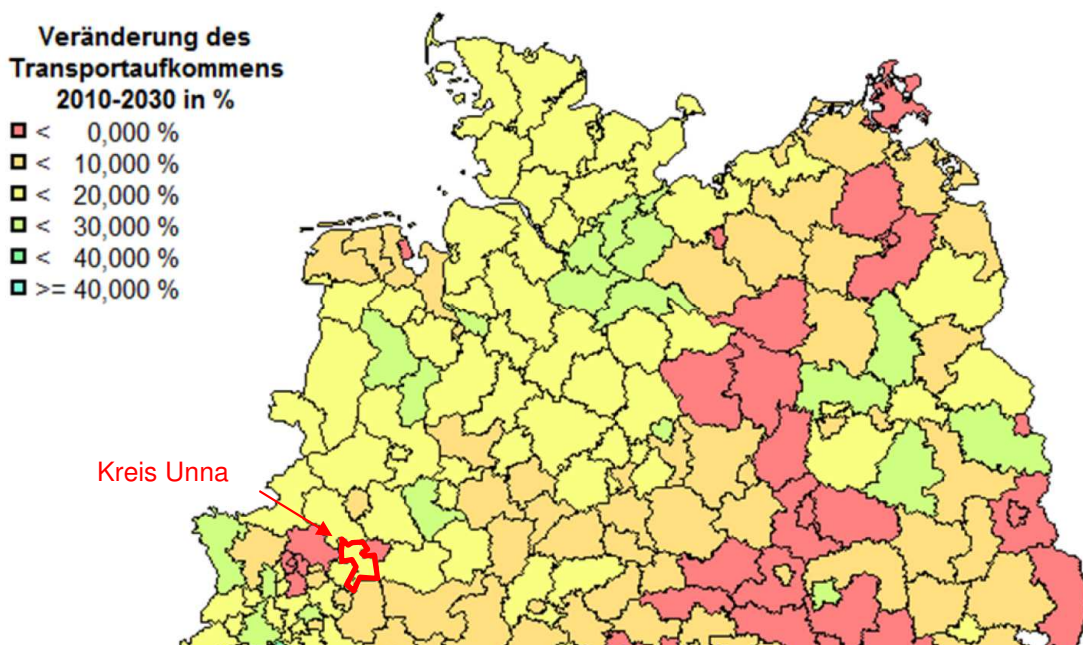 Veränderung des
Transportaufkommens
2010-2030 in %
< 0,000 %
< 10,000 %
< 20,000 %
< 30,000 %
< 40,000 %
>= 40,000 %
Kreis Unna